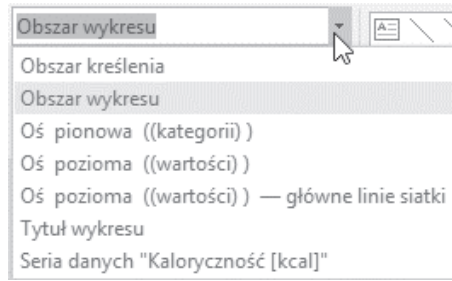 Obszar wykresu
Obszar kreślenia
Obszar wykresu
Oś pionowa ((kategorii) )
Oś pozioma ((wartości) )
Oś pozioma ((wartości) ) — główne linie siatki
Tytuł wykresu
Seria danych "Kaloryczność [kcal]"